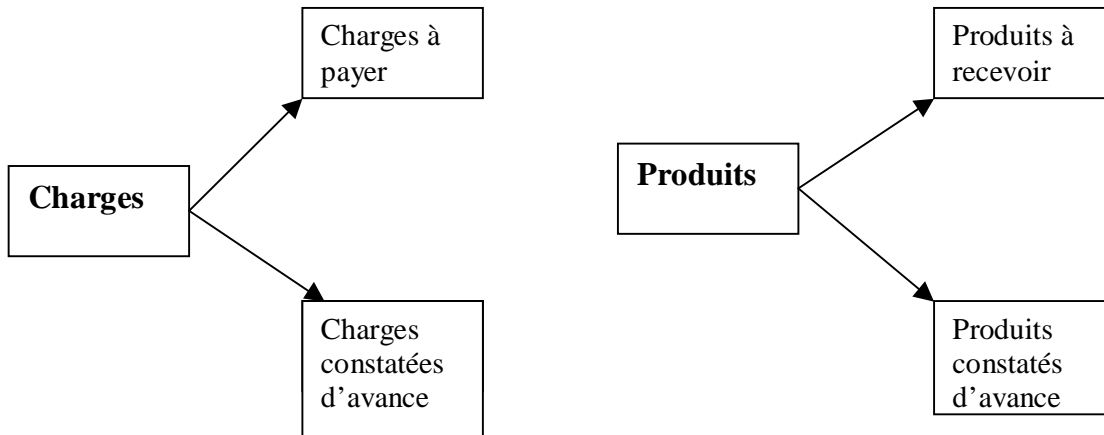 Charges à
payer
Charges
Charges
constatées
d’avance
Produits à
recevoir
Produits
Produits
constatés
d’avance